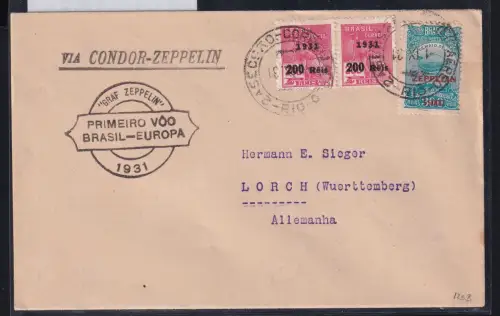 VIA CONDOR-ZEPPELIN
"GRAF ZEPPELIN"
PRIMEIRO VÔO
BRASIL-EUROPA
1931
1931
BRASIL
200 Réis
1931
200 Réis
ZEPPELIN
Hermann E. Sieger
LORCH (Wuerttemberg)
Allemanha